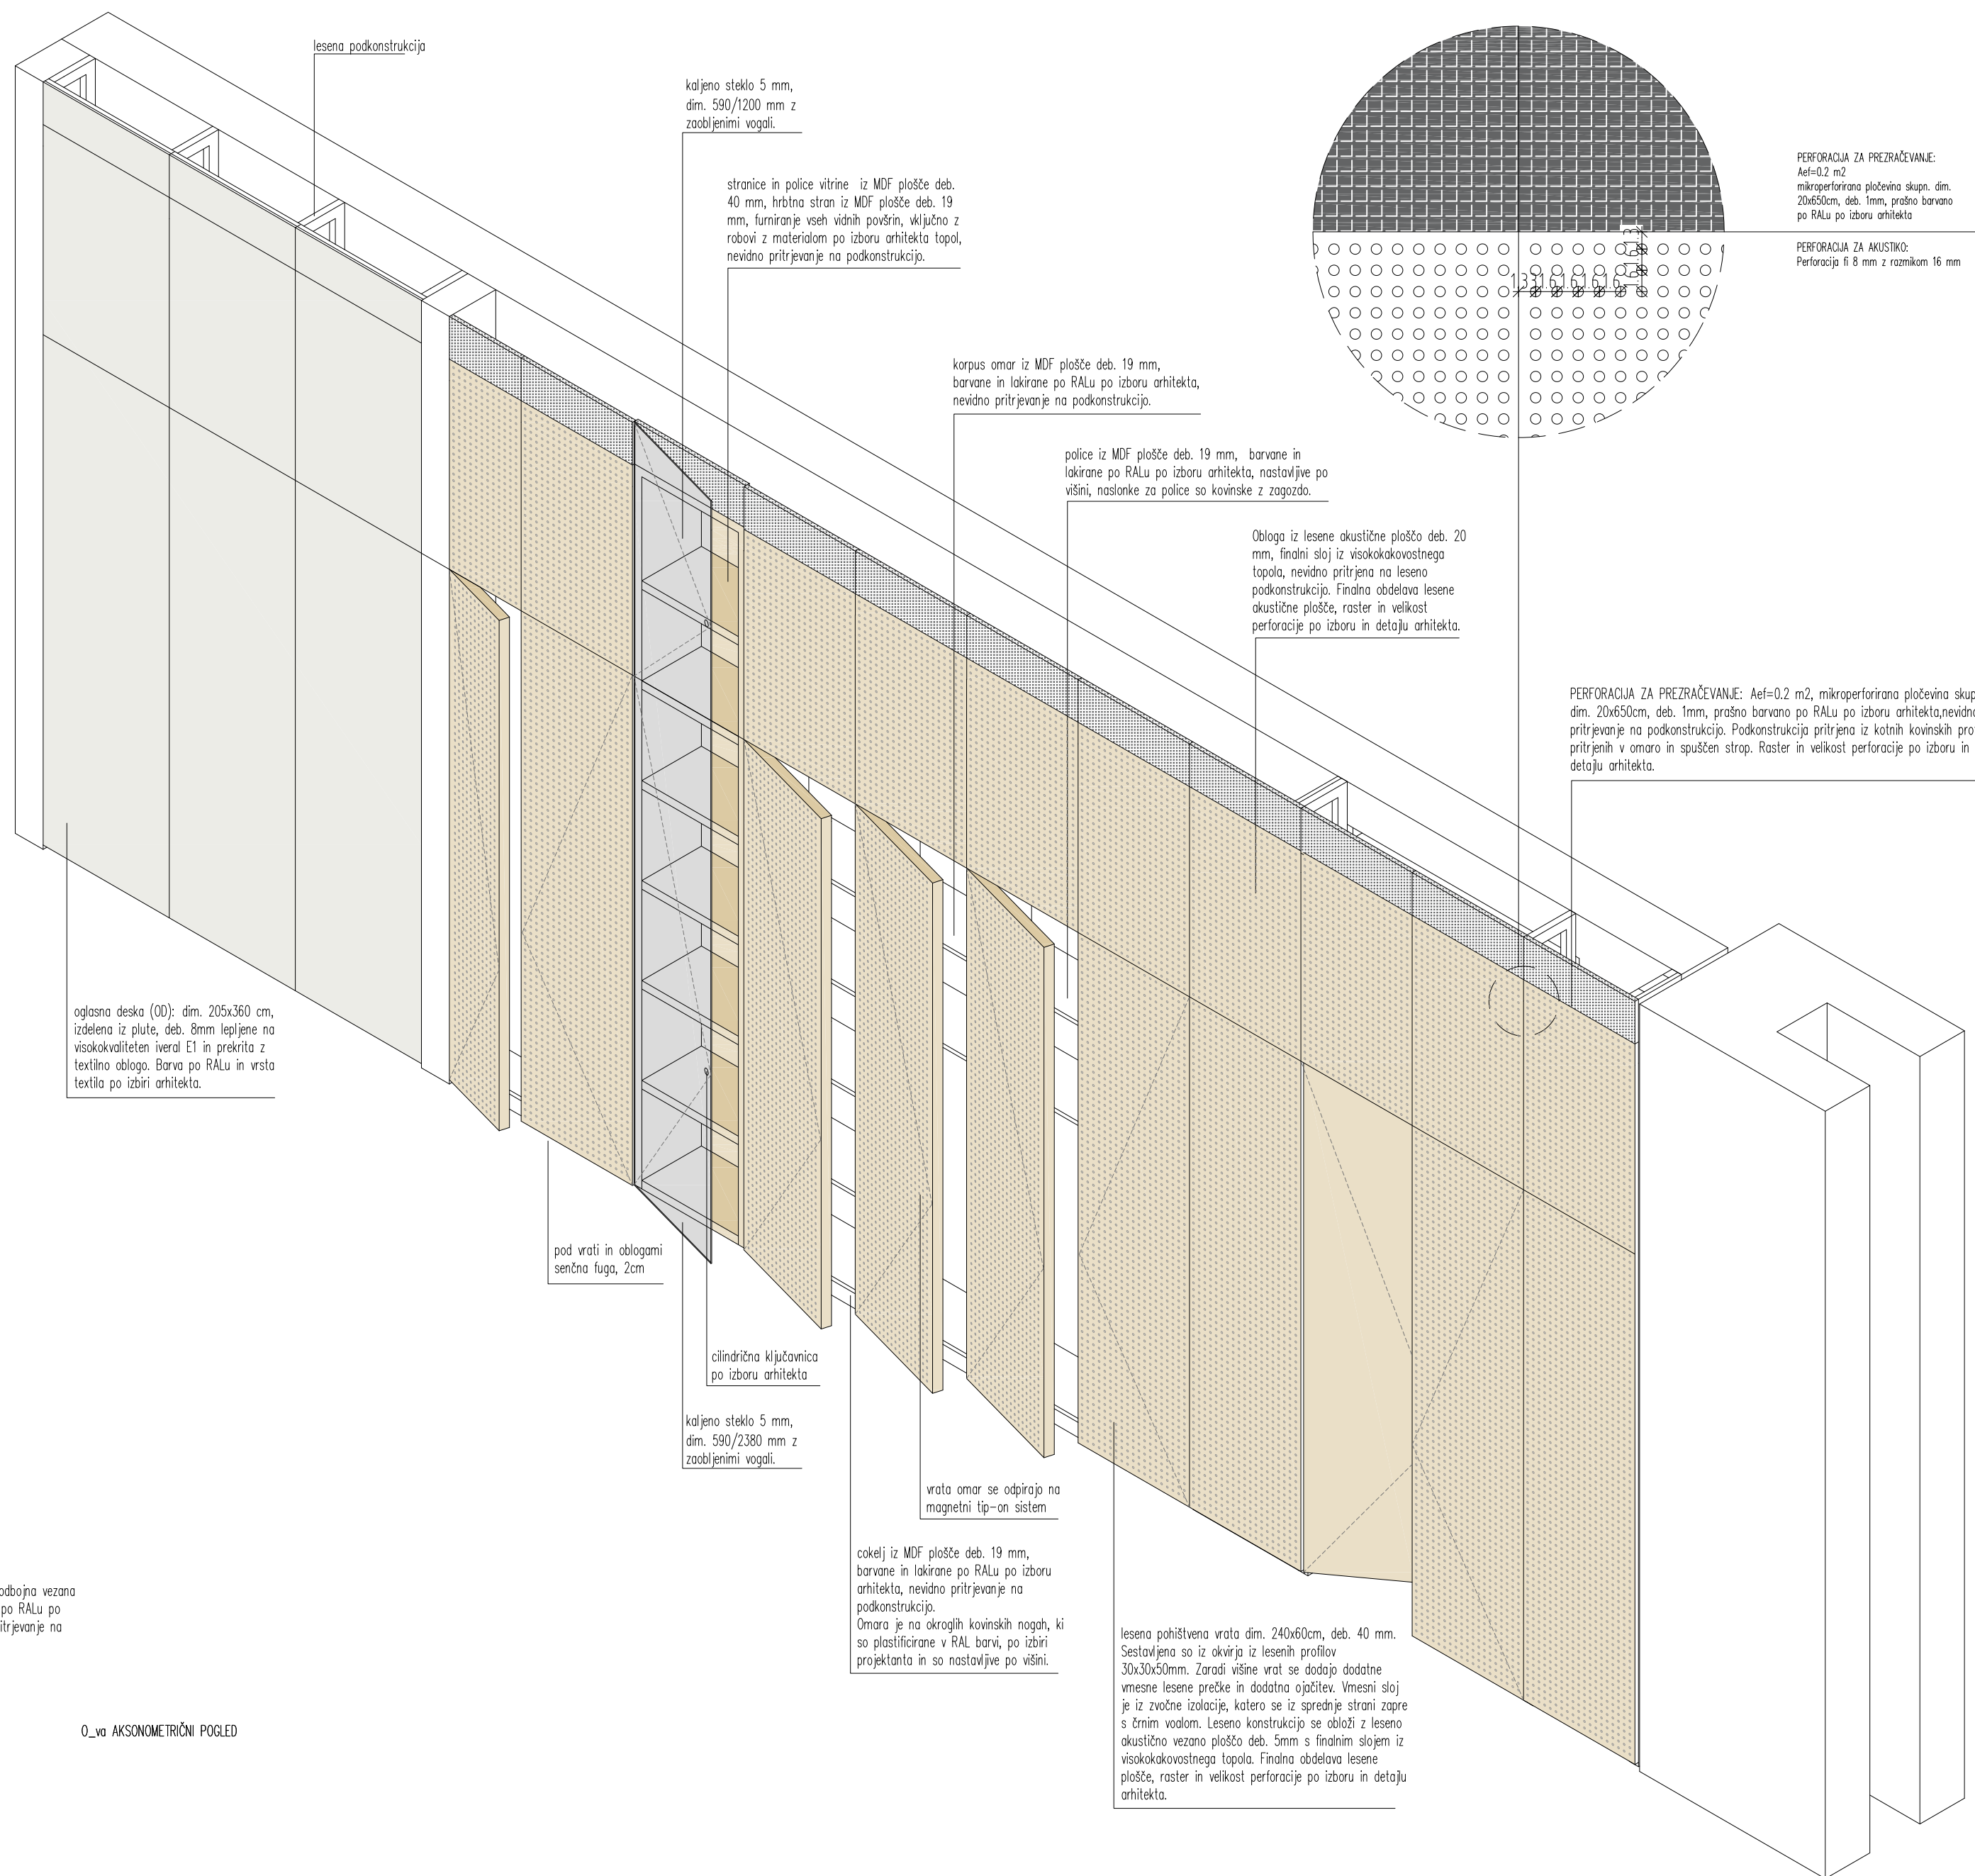 lesena podkonstrukcija
kaljeno steklo 5 mm,
dim. 590/1200 mm z
zaobljenimi vogali.
stranice in police vitrine iz MDF plošče deb.
40 mm, hrbtna stran iz MDF plošče deb. 19
mm, furniranje vseh vidnih povšrin, vključno z
robovi z materialom po izboru arhitekta topol,
nevidno pritrjevanje na podkonstrukcijo.
PERFORACIJA ZA PREZRAČEVANJE:
Aef=0.2 m2
mikroperforirana pločevina skupn. dim.
20x650cm, deb. 1mm, prašno barvano
po RALu po izboru arhitekta
PERFORACIJA ZA AKUSTIKO:
Perforacija fi 8 mm z razmikom 16 mm
korpus omar iz MDF plošče deb. 19 mm,
barvane in lakirane po RALu po izboru arhitekta,
nevidno pritrjevanje na podkonstrukcijo.
police iz MDF plošče deb. 19 mm, barvane in
lakirane po RALu po izboru arhitekta, nastavljive po
višini, naslonke za police so kovinske z zagozdo.
Obloga iz lesene akustične ploščo deb. 20
mm, finalni sloj iz visokokakovostnega
topola, nevidno pritrjena na leseno
podkonstrukcijo. Finalna obdelava lesene
akustične plošče, raster in velikost
perforacije po izboru in detajlu arhitekta.
PERFORACIJA ZA PREZRAČEVANJE: Aef=0.2 m2, mikroperforirana pločevina skup
dim. 20x650cm, deb. 1mm, prašno barvano po RALu po izboru arhitekta,nevidno
pritrjevanje na podkonstrukcijo. Podkonstrukcija pritrjena iz kotnih kovinskih pro
pritrjenih v omaro in spuščen strop. Raster in velikost perforacije po izboru in
detajlu arhitekta.
oglasna deska (OD): dim. 205x360 cm,
izdelena iz plute, deb. 8mm lepljene na
visokokvaliteten iveral E1 in prekrita z
textilno oblogo. Barva po RALu in vrsta
textila po izbiri arhitekta.
pod vrati in oblogami
senčna fuga, 2cm
cilindrična ključavnica
po izboru arhitekta
kaljeno steklo 5 mm,
dim. 590/2380 mm z
zaobljenimi vogali.
vrata omar se odpirajo na
magnetni tip-on sistem
cokelj iz MDF plošče deb. 19 mm,
barvane in lakirane po RALu po izboru
arhitekta, nevidno pritrjevanje na
podkonstrukcijo.
Omara je na okroglih kovinskih nogah, ki
so plastificirane v RAL barvi, po izbiri
projektanta in so nastavljive po višini.
odbojna vezana
po RALu po
itrjevanje na
lesena pohištvena vrata dim. 240x60cm, deb. 40 mm.
Sestavljena so iz okvirja iz lesenih profilov
30x30x50mm. Zaradi višine vrat se dodajo dodatne
vmesne lesene prečke in dodatna ojačitev. Vmesni sloj
je iz zvočne izolacije, katero se iz sprednje strani zapre
s črnim voalom. Leseno konstrukcijo se obloži z leseno
akustično vezano ploščo deb. 5mm s finalnim slojem iz
visokokakovostnega topola. Finalna obdelava lesene
plošče, raster in velikost perforacije po izboru in detajlu
arhitekta.
O_va AKSONOMETRIČNI POGLED